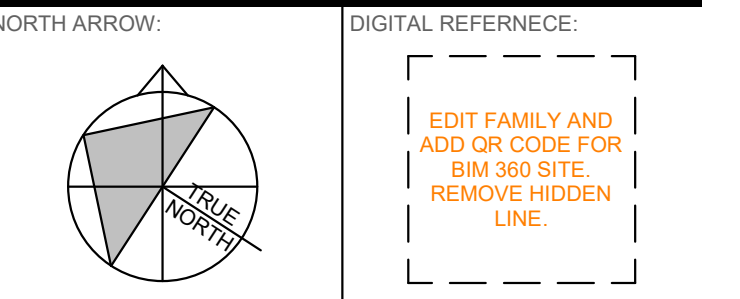 NORTH ARROW:
DIGITAL REFERNECE:
TRUE
NORTH
EDIT FAMILY AND
ADD QR CODE FOR
BIM 360 SITE.
REMOVE HIDDEN
LINE.